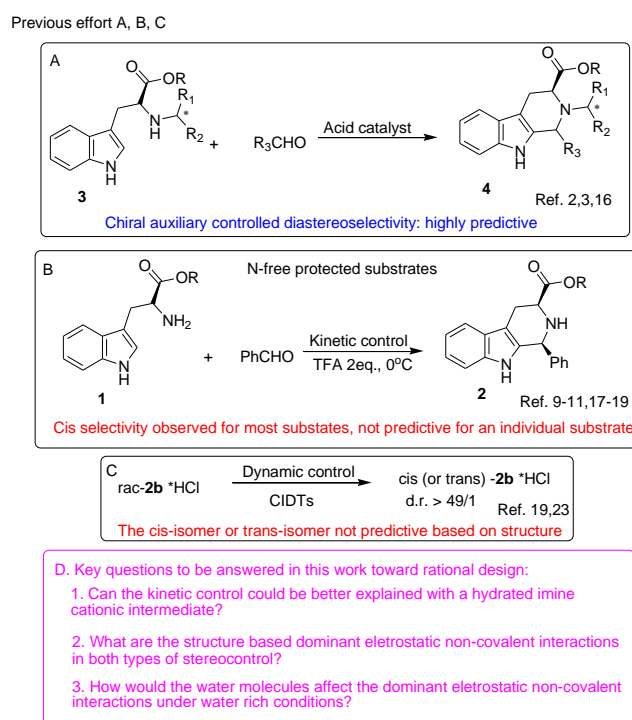 Previous effort A, B, C
A
O
OR
R1
N
H
*
R2
N
H
3
+
R3CHO
Acid catalyst
O
OR
R1
N
*
R2
N
H
R3
4
Ref. 2,3,16
Chiral auxiliary controlled diastereoselectivity: highly predictive
B
N-free protected substrates
O
OR
NH2
N
H
1
+
PhCHO
Kinetic control
TFA 2eq., 0oC
O
OR
NH
N
H
Ph
2
Ref. 9-11,17-19
Cis selectivity observed for most substates, not predictive for an individual substrate
C
rac-2b *HCl
Dynamic control
CIDTs
cis (or trans) -2b *HCl
d.r. > 49/1
Ref. 19,23
The cis-isomer or trans-isomer not predictive based on structure
D. Key questions to be answered in this work toward rational design:
1. Can the kinetic control could be better explained with a hydrated imine
cationic intermediate?
2. What are the structure based dominant eletrostatic non-covalent interactions
in both types of stereocontrol?
3. How would the water molecules affect the dominant eletrostatic non-covalent
interactions under water rich conditions?